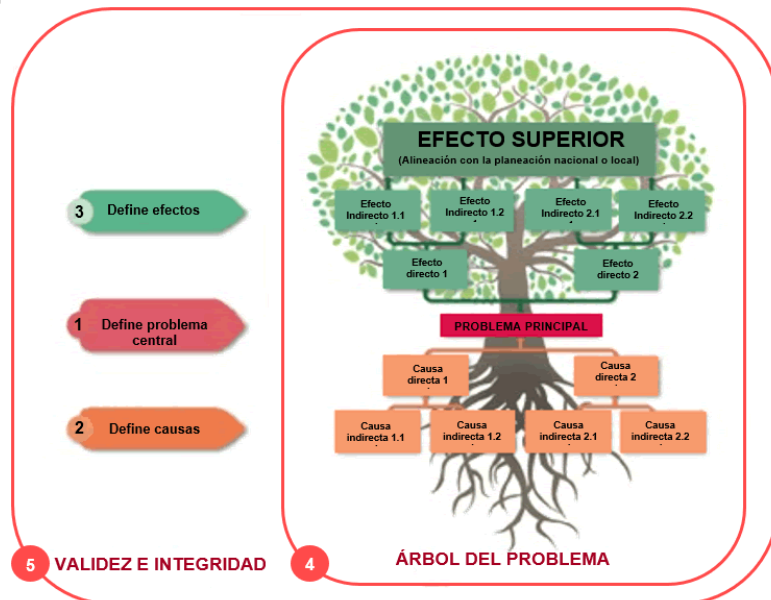 EFECTO SUPERIOR
(Alineación con la planeación nacional o local)
3
Define efectos
Efecto
Indirecto 1.1
Efecto
Indirecto 1.2
Efecto
Indirecto 2.1
Efecto
Indirecto 2.2
Efecto
directo 1
Efecto
directo 2
1
Define problema
central
PROBLEMA PRINCIPAL
Causa
directa 1
Causa
directa 2
2
Define causas
Causa
indirecta 1.1
Causa
indirecta 1.2
Causa
indirecta 2.1
Causa
indirecta 2.2
5
VALIDEZ E INTEGRIDAD
4
ÁRBOL DEL PROBLEMA